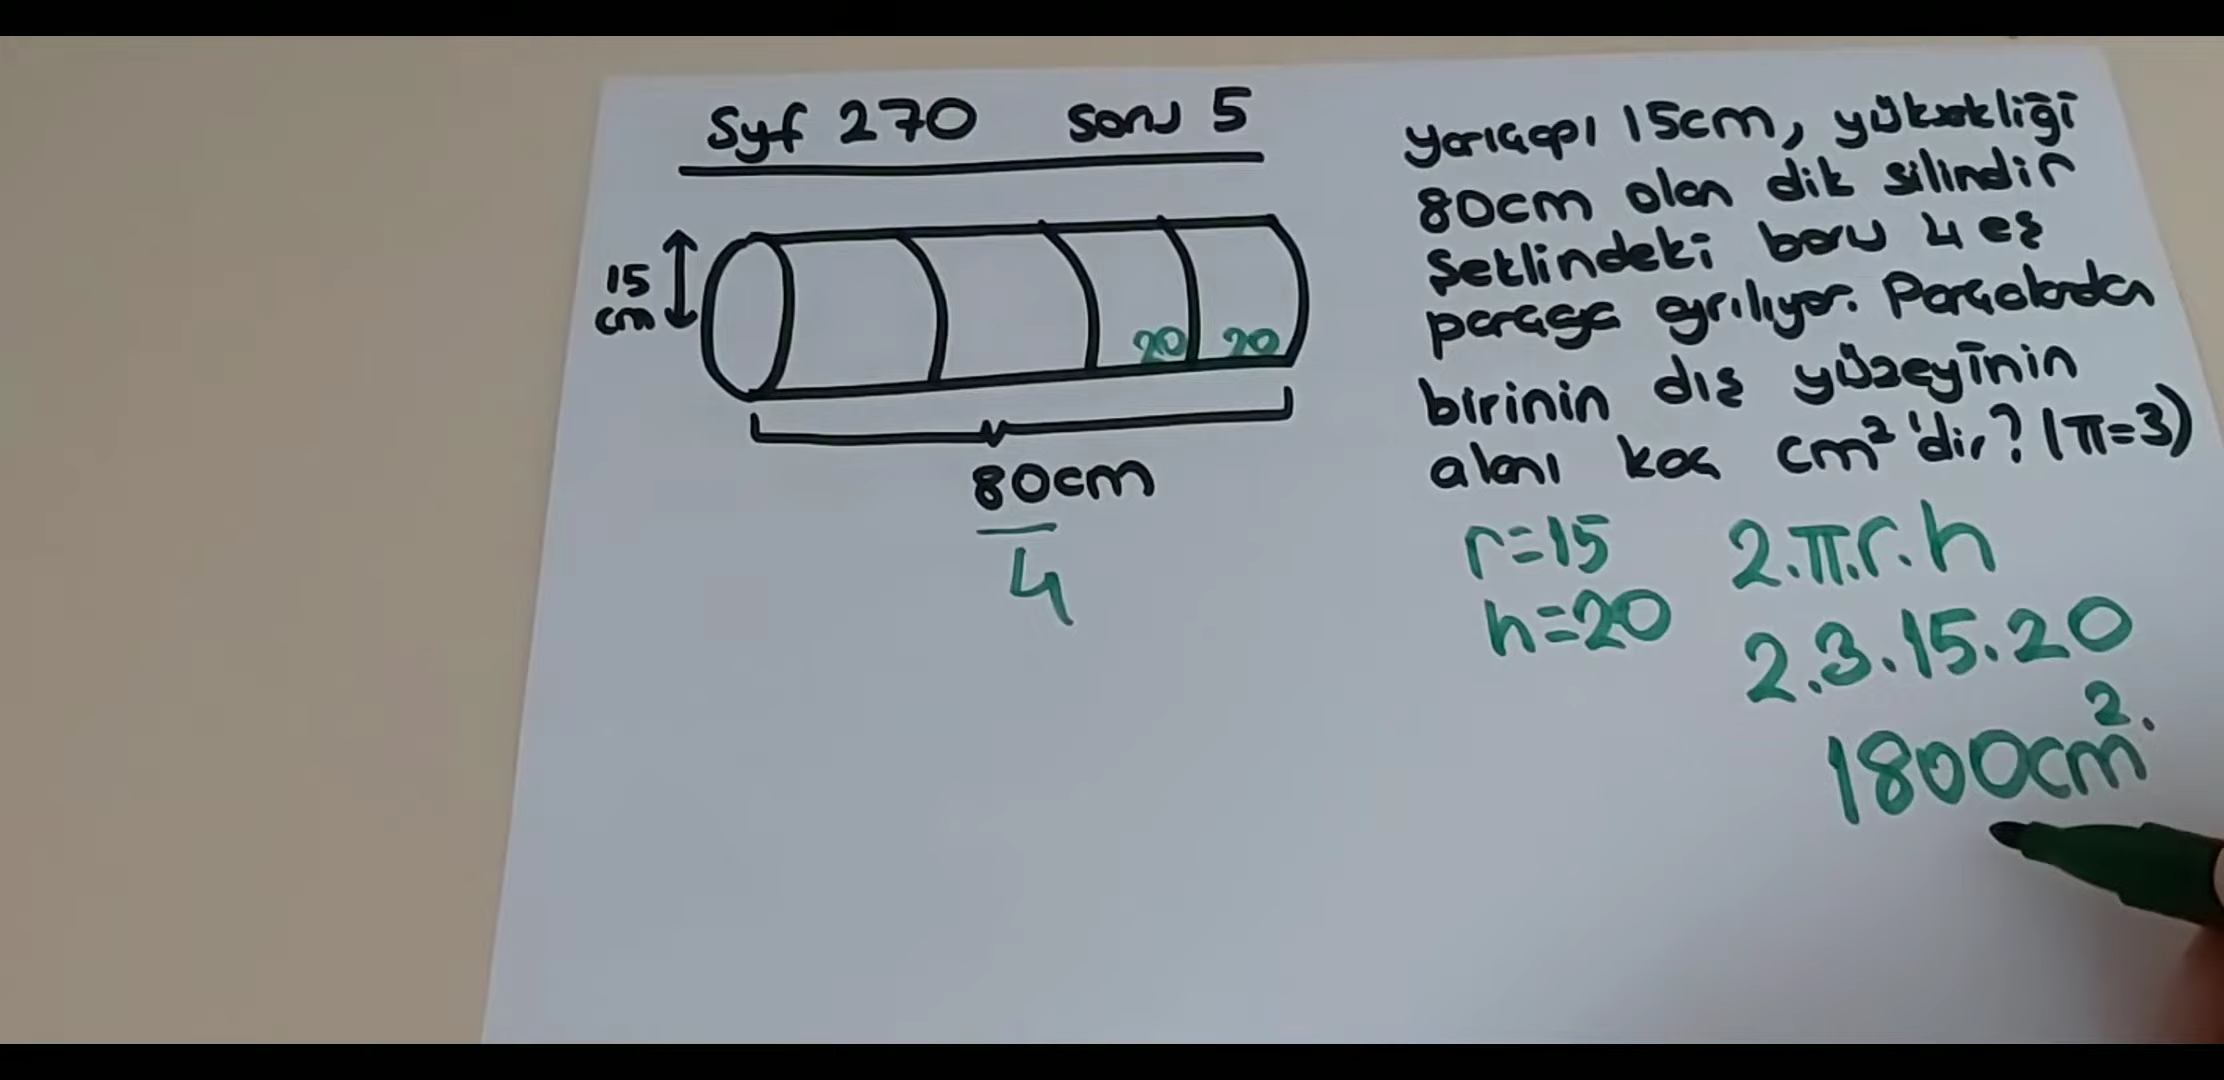 Syf 270 soru 5
15
cm
20 20
80cm
4
yarıçapı 15cm, yüksekliği
80cm olan dik silindir
şeklindeki boru 4 eş
parçaya ayrılıyor. Parçalardan
birinin dış yüzeyinin
alanı kaç cm² 'dir? (π=3)
r=15 2.π.r.h
h=20 2.3.15.20
1800cm².